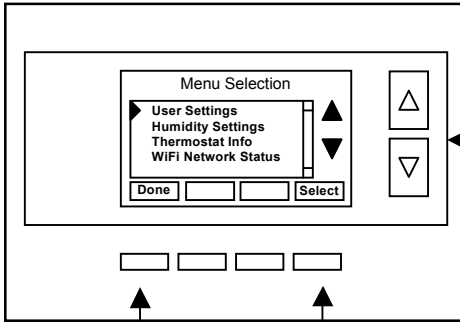 Menu Selection
User Settings
Humidity Settings
Thermostat Info
WiFi Network Status
Done
Select